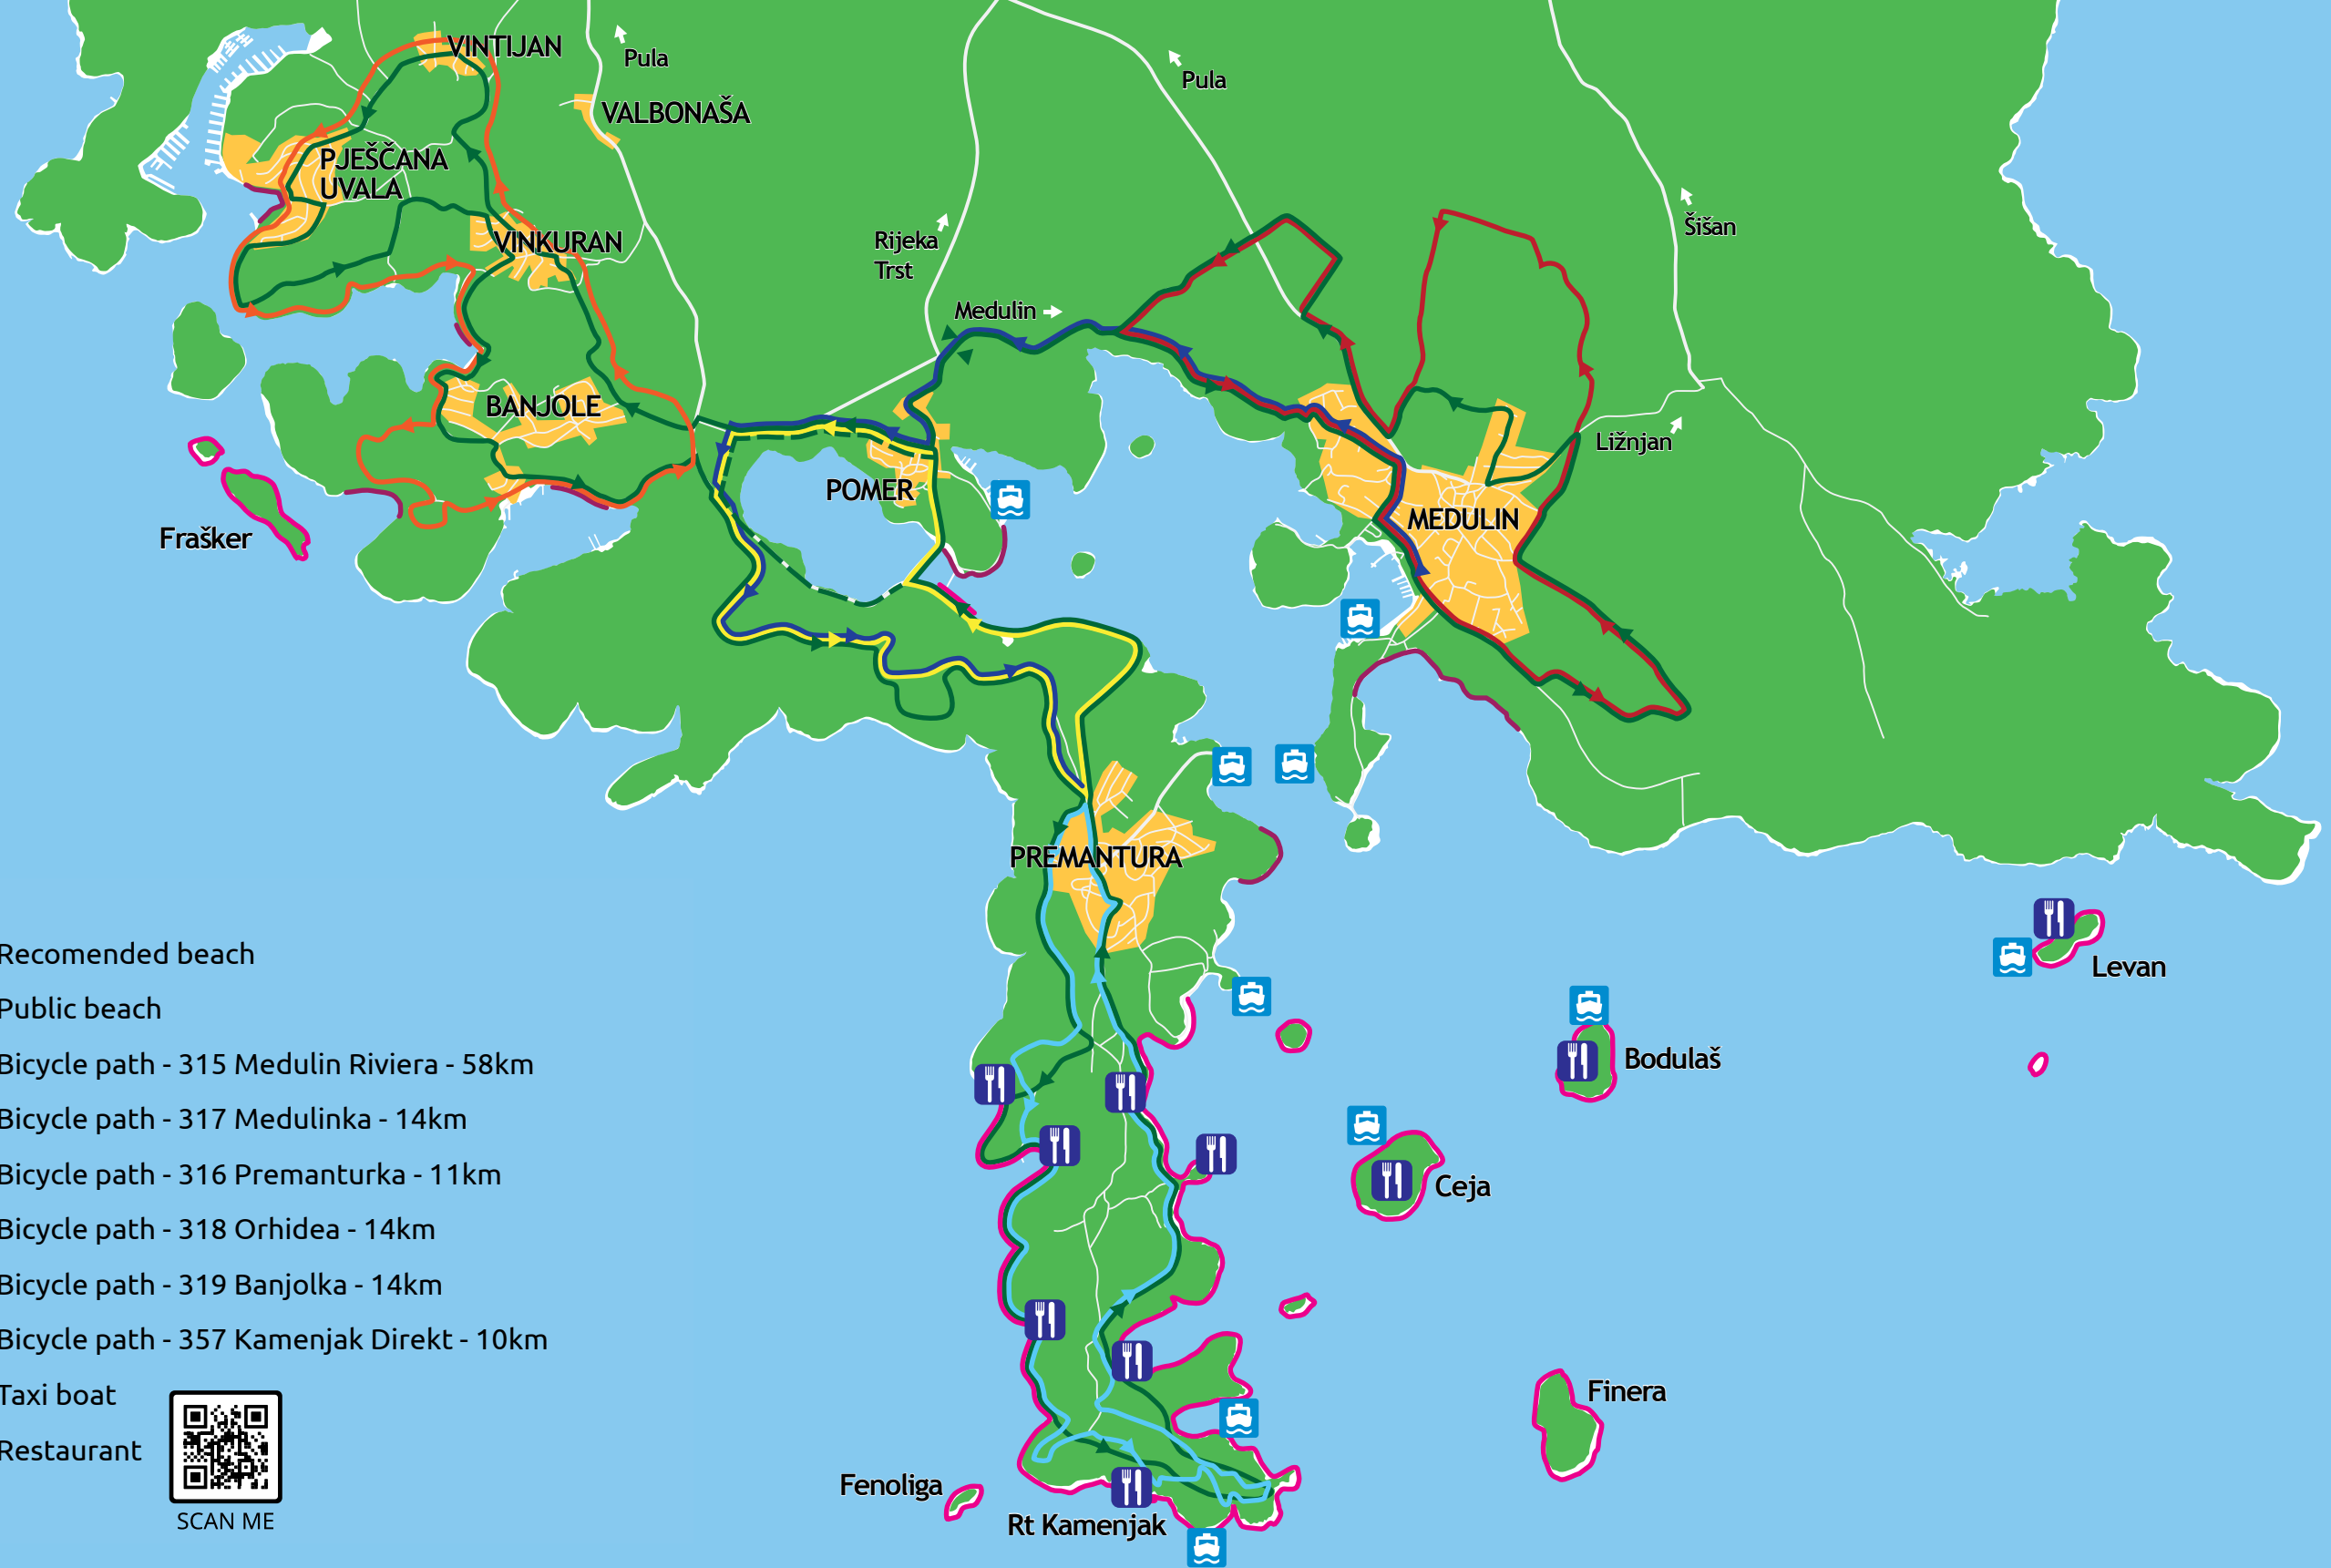 VINTIJAN
Pula
Pula
VALBONAŠA
PJEŠČANA
UVALA
VINKURAN
Rijeka
Trst
Šišan
Medulin
BANJOLE
Ližnjan
POMER
MEDULIN
Frašker
PREMANTURA
Levan
Bodulaš
Ceja
Finera
Fenoliga
Rt Kamenjak
Recomended beach
Public beach
Bicycle path - 315 Medulin Riviera - 58km
Bicycle path - 317 Medulinka - 14km
Bicycle path - 316 Premanturka - 11km
Bicycle path - 318 Orhidea - 14km
Bicycle path - 319 Banjolka - 14km
Bicycle path - 357 Kamenjak Direkt - 10km
Taxi boat
Restaurant
SCAN ME